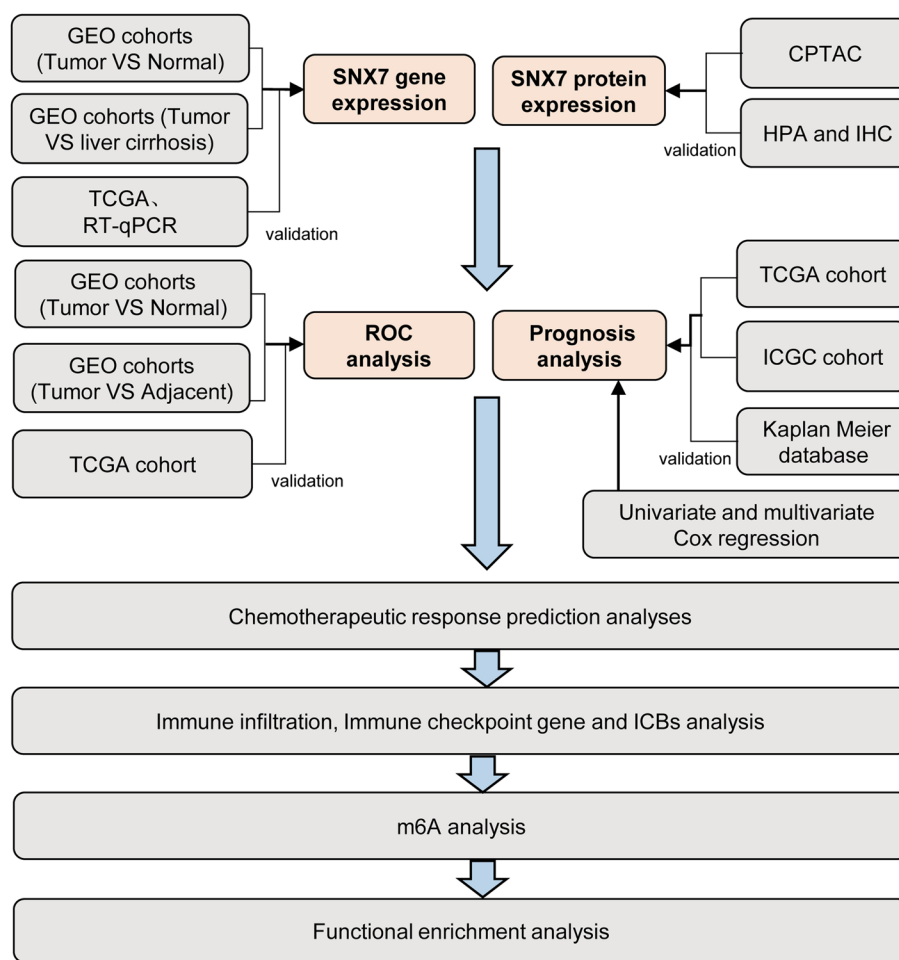 GEO cohorts
(Tumor VS Normal)
GEO cohorts (Tumor
VS liver cirrhosis)
TCGA、
RT-qPCR
validation
SNX7 gene
expression
SNX7 protein
expression
CPTAC
HPA and IHC
validation
GEO cohorts
(Tumor VS Normal)
GEO cohorts
(Tumor VS Adjacent)
TCGA cohort
validation
ROC
analysis
Prognosis
analysis
TCGA cohort
ICGC cohort
Kaplan Meier
database
validation
Univariate and multivariate
Cox regression
Chemotherapeutic response prediction analyses
Immune infiltration, Immune checkpoint gene and ICBs analysis
m6A analysis
Functional enrichment analysis